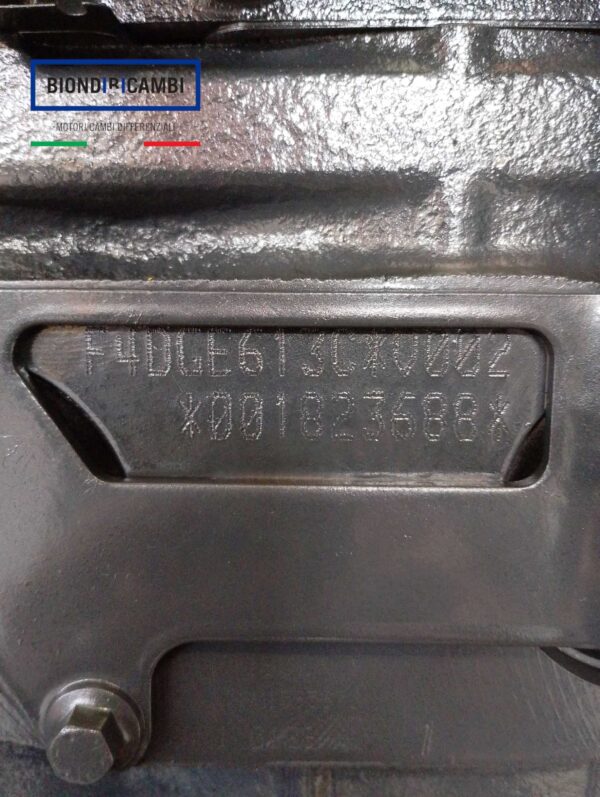 BIONDIRICAMBI
MOTORI CAMBI DIFFERENZIALI
F4DGE613C*V002
*001823688*